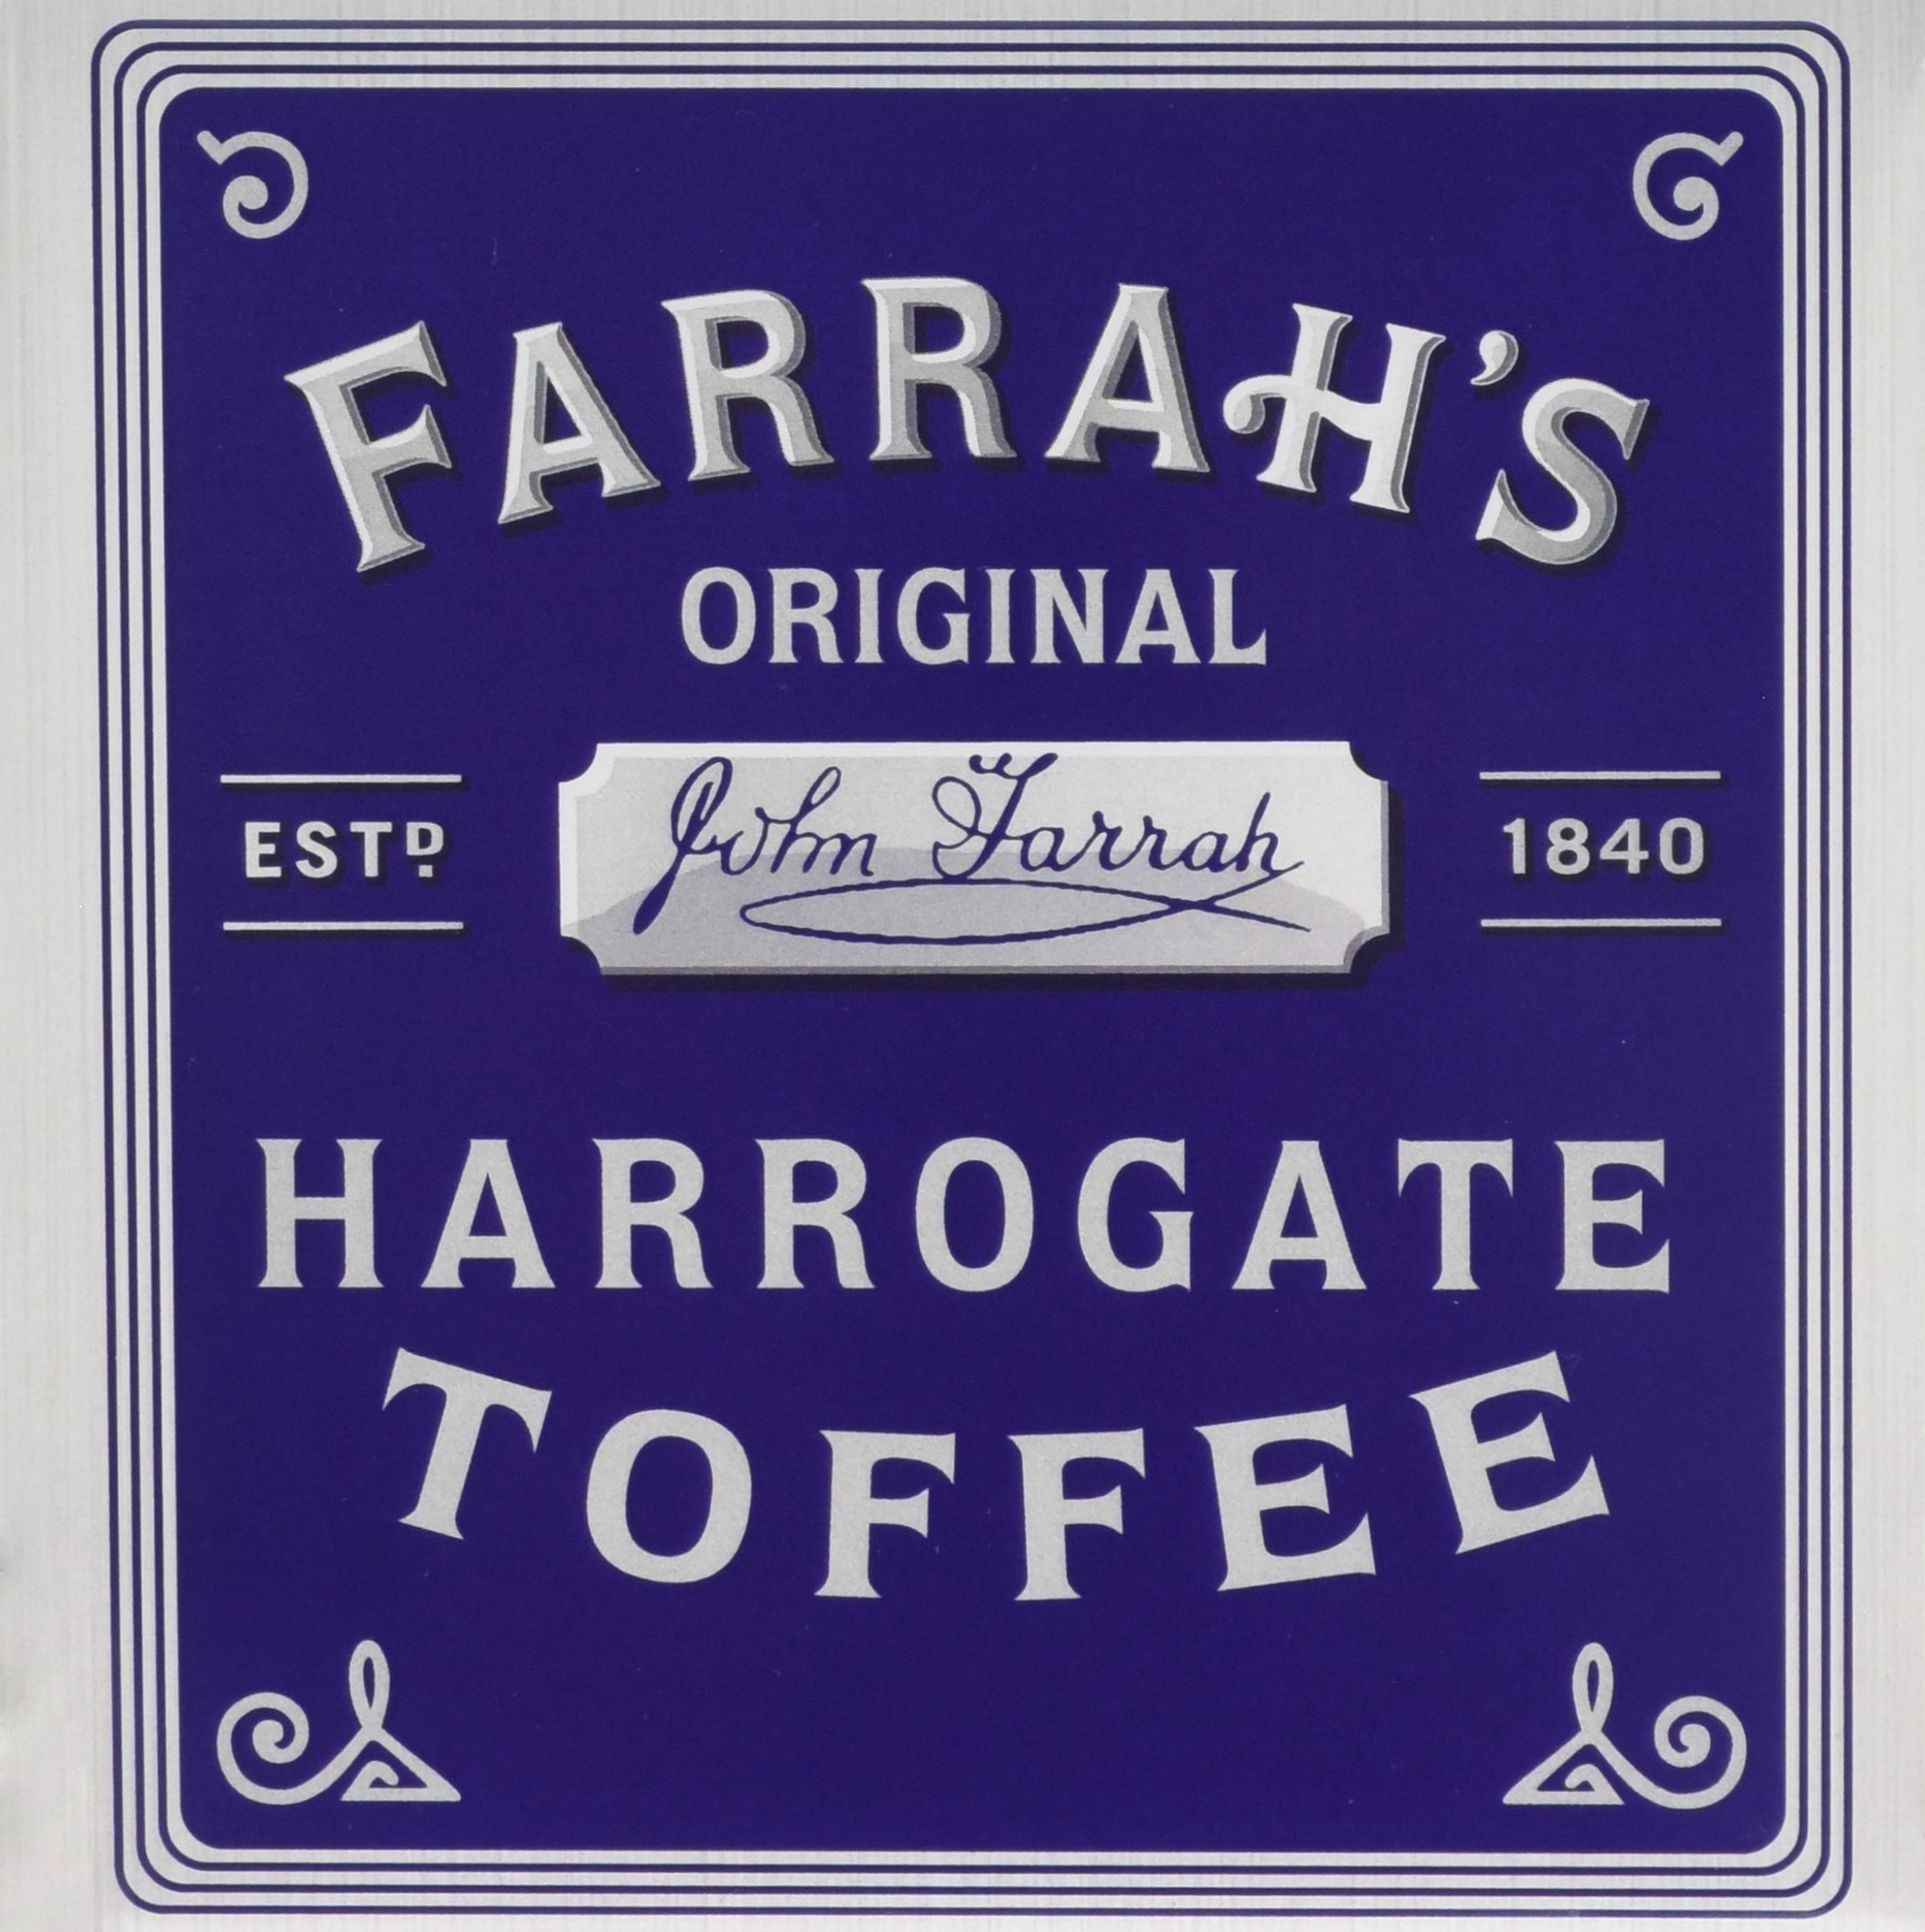 FARRAH'S
ORIGINAL
ESTD John Farrah 1840
HARROGATE
TOFFEE